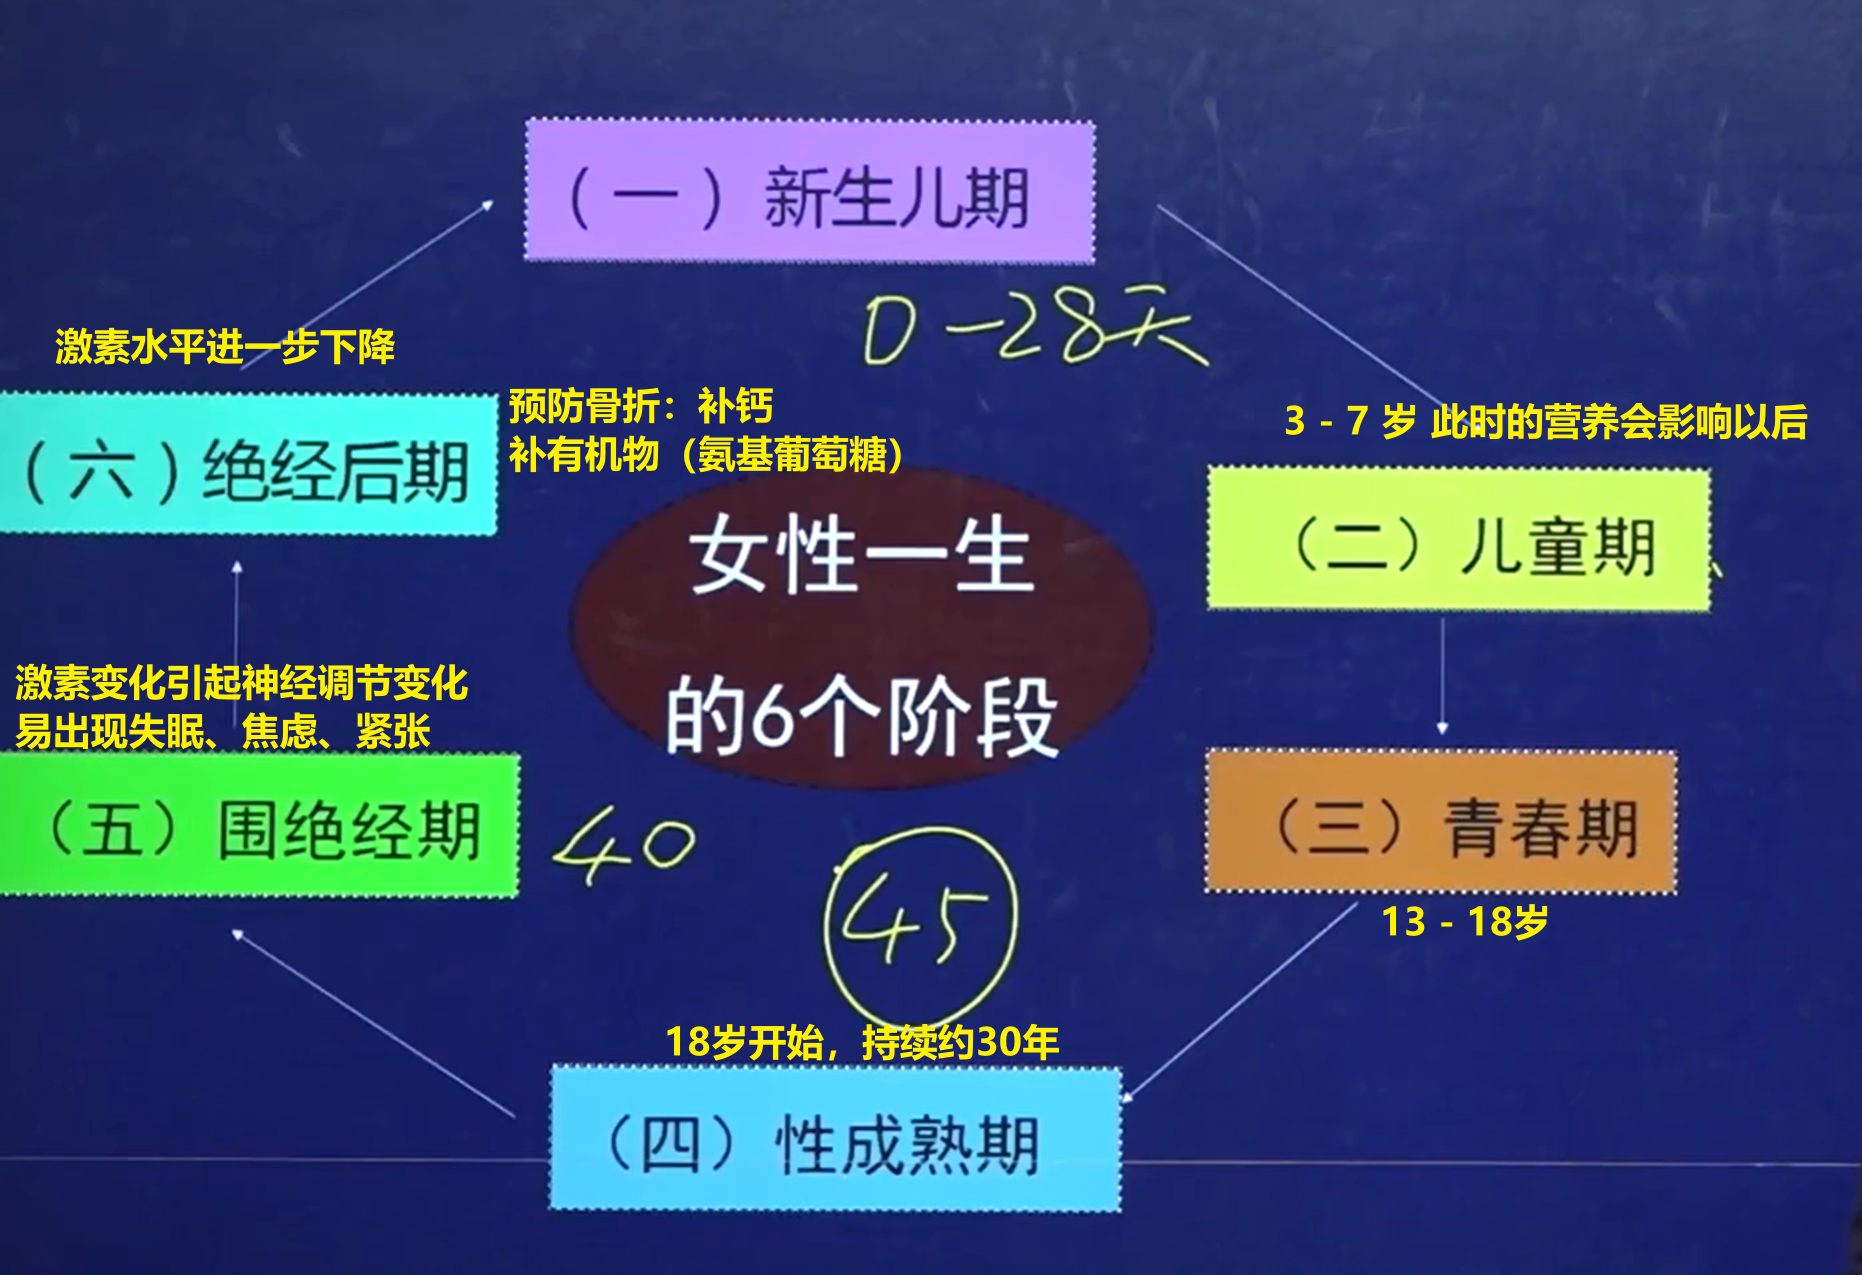 （一）新生儿期
0-28天
激素水平进一步下降
预防骨折：补钙
补有机物（氨基葡萄糖）
3 - 7 岁 此时的营养会影响以后
（六）绝经后期
女性一生
的6个阶段
（二）儿童期
激素变化引起神经调节变化
易出现失眠、焦虑、紧张
（五）围绝经期
40
45
（三）青春期
13 - 18岁
18岁开始，持续约30年
（四）性成熟期